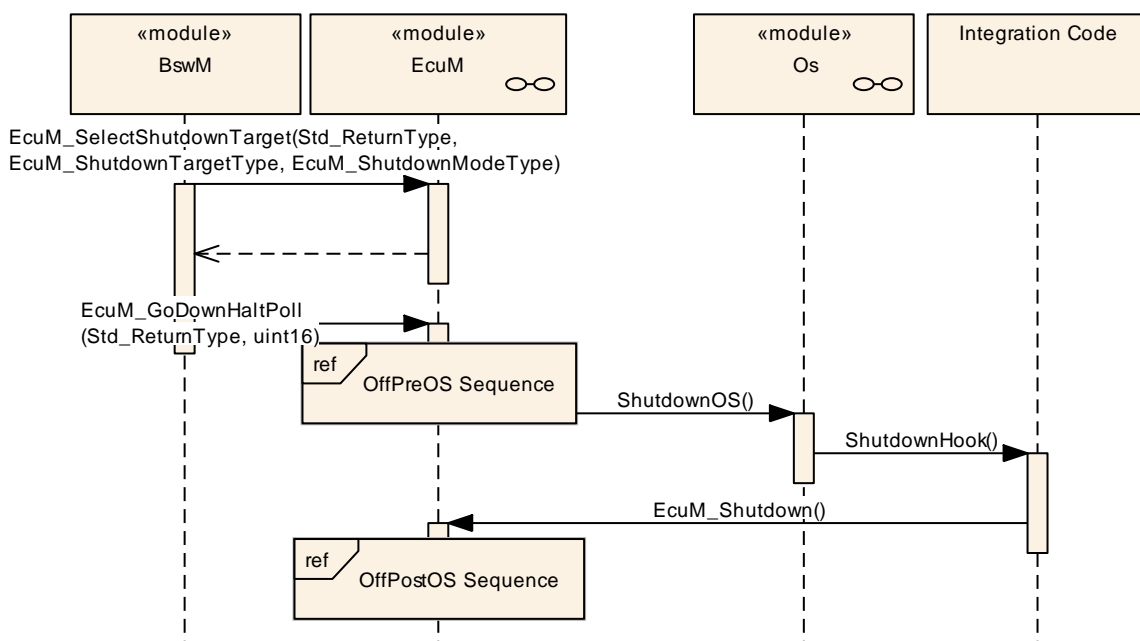 «module»
BswM
«module»
EcuM
«module»
Os
Integration Code
EcuM_SelectShutdownTarget(Std_ReturnType,
EcuM_ShutdownTargetType, EcuM_ShutdownModeType)
EcuM_GoDownHaltPoll
(Std_ReturnType, uint16)
ref
OffPreOS Sequence
ShutdownOS()
ShutdownHook()
EcuM_Shutdown()
ref
OffPostOS Sequence